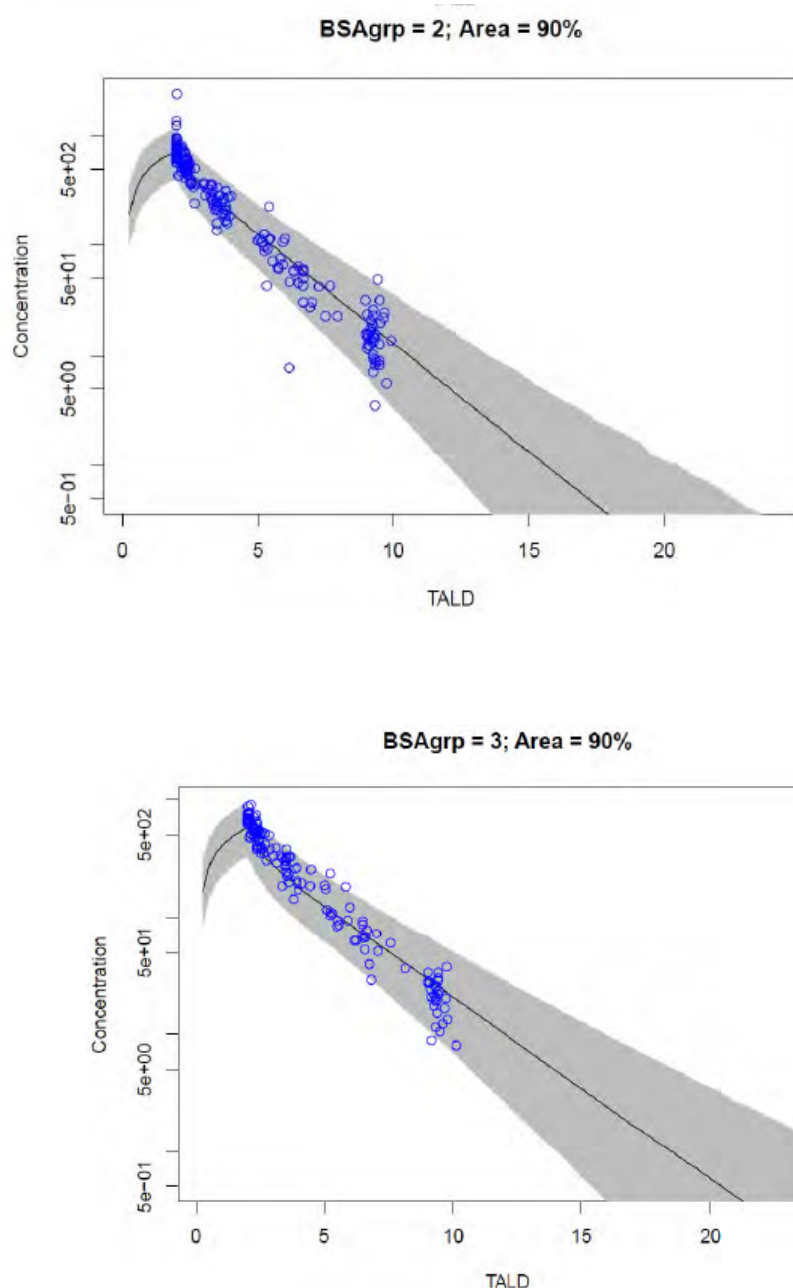 BSAgrp = 2; Area = 90%
Concentration
5e+02
5e+01
5e+00
5e−01
0 5 10 15 20
TALD
BSAgrp = 3; Area = 90%
Concentration
5e+02
5e+01
5e+00
5e−01
0 5 10 15 20
TALD